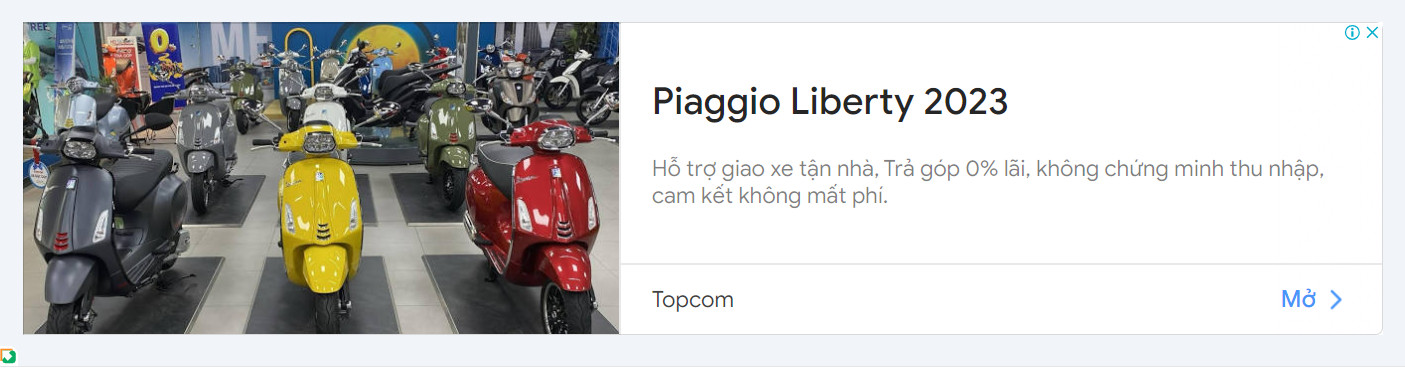 Piaggio Liberty 2023
Hỗ trợ giao xe tận nhà, Trả góp 0% lãi, không chứng minh thu nhập,
cam kết không mất phí.
Topcom
Mở